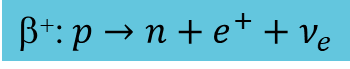 β⁺: p → n + e⁺ + νₑ